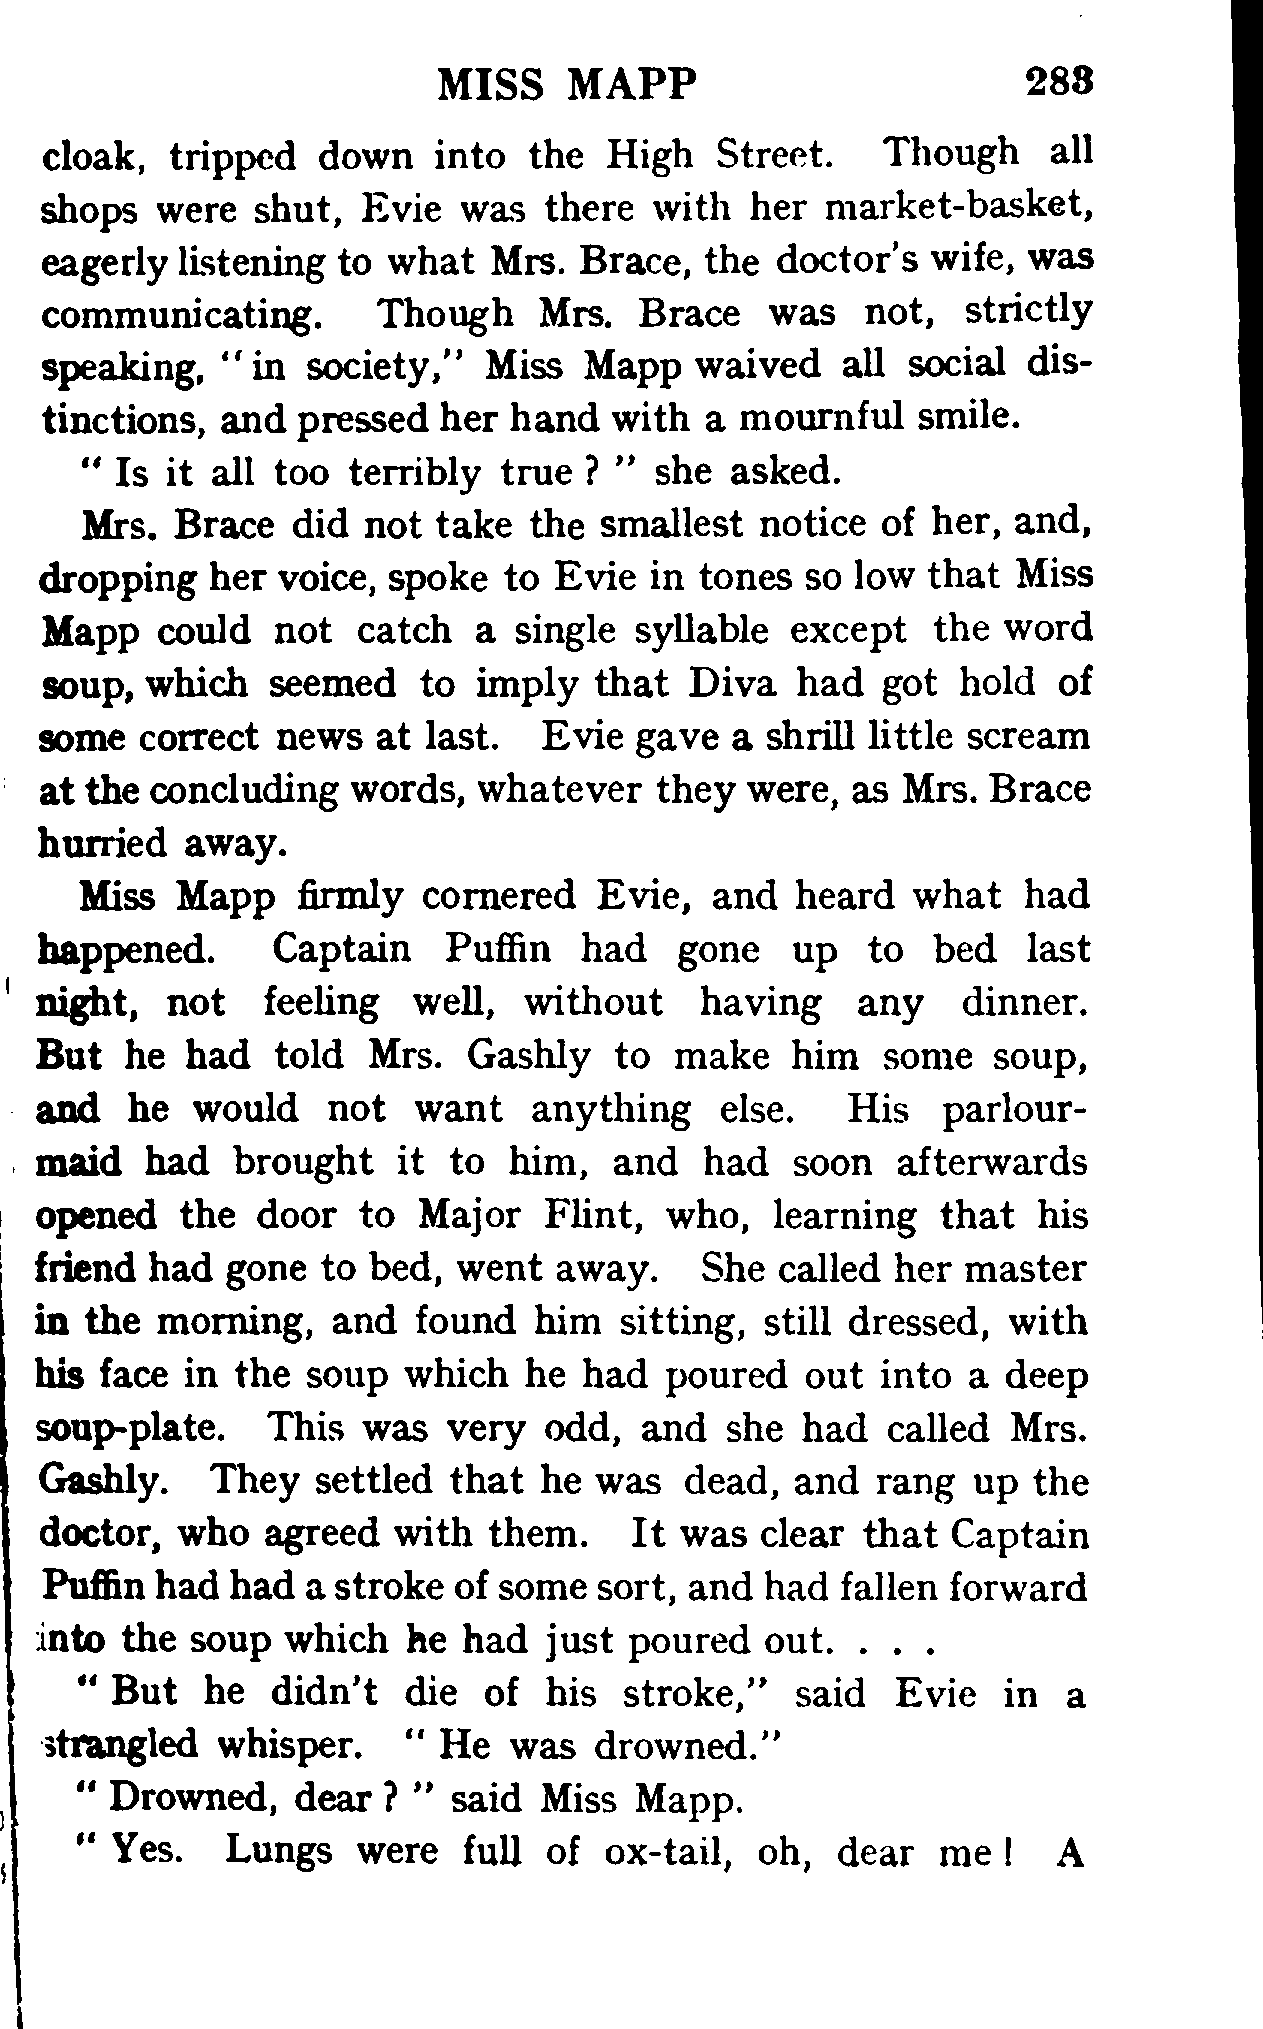 MISS MAPP 283
cloak, tripped down into the High Street. Though all
shops were shut, Evie was there with her market-basket,
eagerly listening to what Mrs. Brace, the doctor's wife, was
communicating. Though Mrs. Brace was not, strictly
speaking, "in society," Miss Mapp waived all social dis-
tinctions, and pressed her hand with a mournful smile.
" Is it all too terribly true ? " she asked.
Mrs. Brace did not take the smallest notice of her, and,
dropping her voice, spoke to Evie in tones so low that Miss
Mapp could not catch a single syllable except the word
soup, which seemed to imply that Diva had got hold of
some correct news at last. Evie gave a shrill little scream
at the concluding words, whatever they were, as Mrs. Brace
hurried away.
Miss Mapp firmly cornered Evie, and heard what had
happened. Captain Puffin had gone up to bed last
night, not feeling well, without having any dinner.
But he had told Mrs. Gashly to make him some soup,
and he would not want anything else. His parlour-
maid had brought it to him, and had soon afterwards
opened the door to Major Flint, who, learning that his
friend had gone to bed, went away. She called her master
in the morning, and found him sitting, still dressed, with
his face in the soup which he had poured out into a deep
soup-plate. This was very odd, and she had called Mrs.
Gashly. They settled that he was dead, and rang up the
doctor, who agreed with them. It was clear that Captain
Puffin had had a stroke of some sort, and had fallen forward
into the soup which he had just poured out. . . .
" But he didn't die of his stroke," said Evie in a
strangled whisper. " He was drowned."
" Drowned, dear ? " said Miss Mapp.
" Yes. Lungs were full of ox-tail, oh, dear me ! A